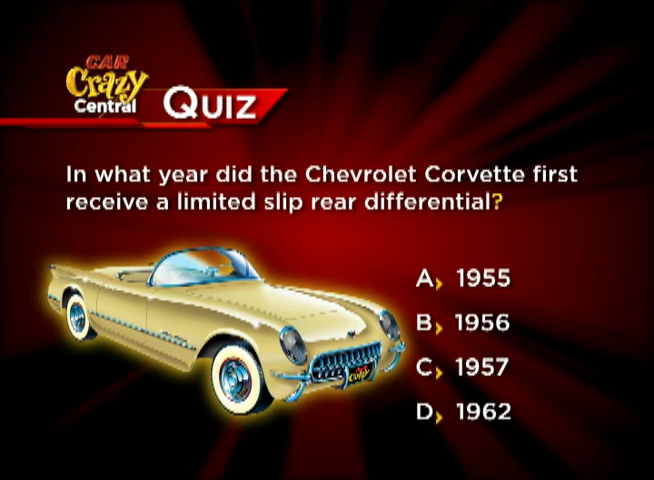 CAR
Crazy
Central
QUIZ
In what year did the Chevrolet Corvette first
receive a limited slip rear differential?
A 1955
B 1956
C 1957
D 1962